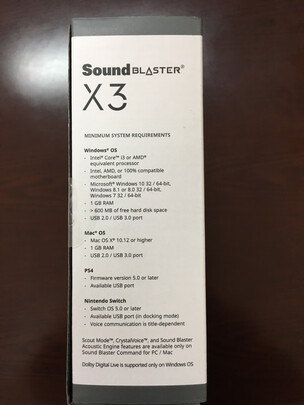 Sound BLASTER®
X3
MINIMUM SYSTEM REQUIREMENTS
Windows® OS
- Intel® Core™ i3 or AMD®
equivalent processor
- Intel, AMD, or 100% compatible
motherboard
- Microsoft® Windows 10 32 / 64-bit,
Windows 8.1 or 8.0 32 / 64-bit,
Windows 7 32 / 64-bit
- 1 GB RAM
- > 600 MB of free hard disk space
- USB 2.0 / USB 3.0 port
Mac® OS
- Mac OS X® 10.12 or higher
- 1 GB RAM
- USB 2.0 / USB 3.0 port
PS4
- Firmware version 5.0 or later
- Available USB port
Nintendo Switch
- Switch OS 5.0 or later
- Available USB port (in docking mode)
- Voice communication is title-dependent
Scout Mode™, CrystalVoice™, and Sound Blaster
Acoustic Engine features are available only on
Sound Blaster Command for PC / Mac
Dolby Digital Live is supported only on Windows OS